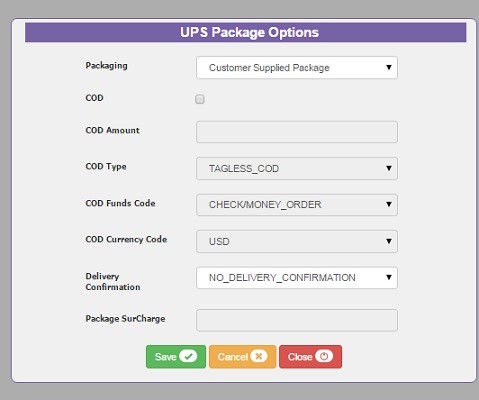 UPS Package Options
Packaging Customer Supplied Package
COD
COD Amount
COD Type TAGLESS_COD
COD Funds Code CHECK/MONEY_ORDER
COD Currency Code USD
Delivery
Confirmation NO_DELIVERY_CONFIRMATION
Package SurCharge
Save Cancel Close